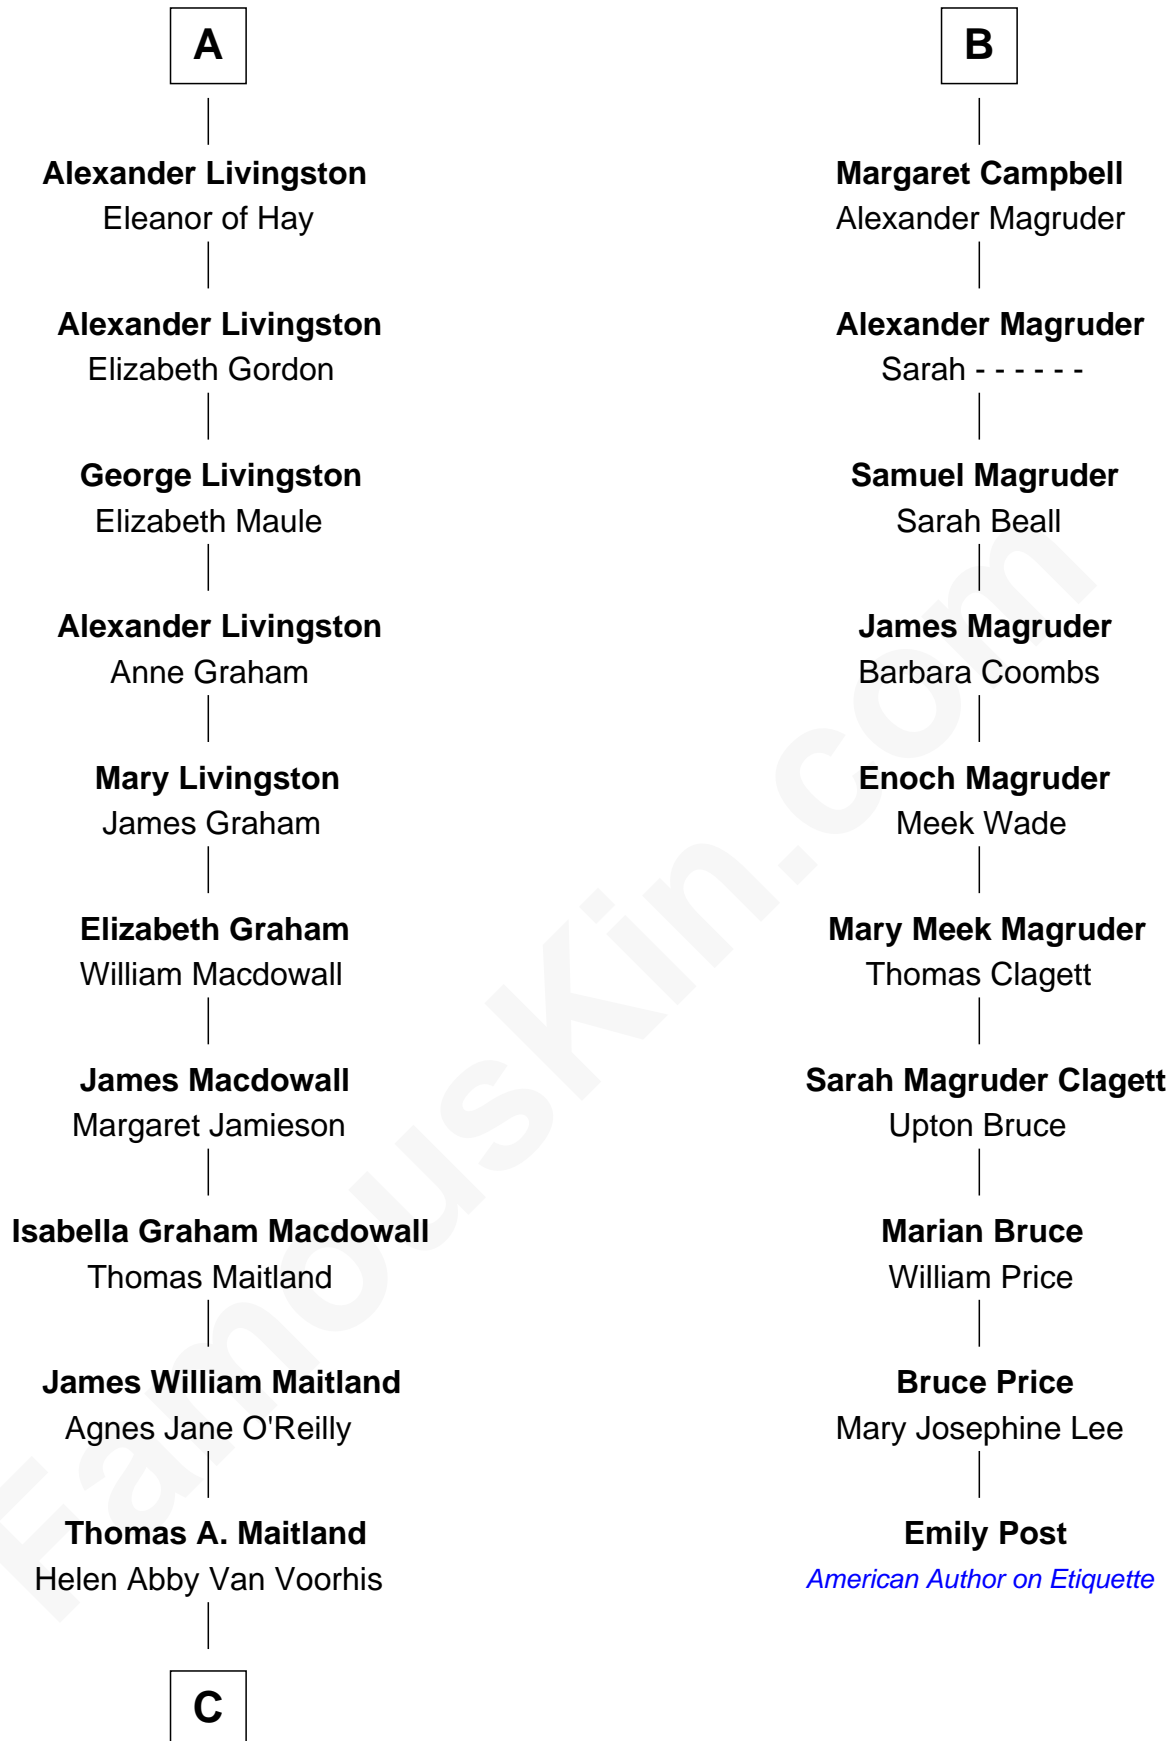 A
Alexander Livingston
Eleanor of Hay
Alexander Livingston
Elizabeth Gordon
George Livingston
Elizabeth Maule
Alexander Livingston
Anne Graham
Mary Livingston
James Graham
Elizabeth Graham
William Macdowall
James Macdowall
Margaret Jamieson
Isabella Graham Macdowall
Thomas Maitland
James William Maitland
Agnes Jane O'Reilly
Thomas A. Maitland
Helen Abby Van Voorhis
C
B
Margaret Campbell
Alexander Magruder
Alexander Magruder
Sarah - - - - - -
Samuel Magruder
Sarah Beall
James Magruder
Barbara Coombs
Enoch Magruder
Meek Wade
Mary Meek Magruder
Thomas Clagett
Sarah Magruder Clagett
Upton Bruce
Marian Bruce
William Price
Bruce Price
Mary Josephine Lee
Emily Post
American Author on Etiquette
FamousKin.com